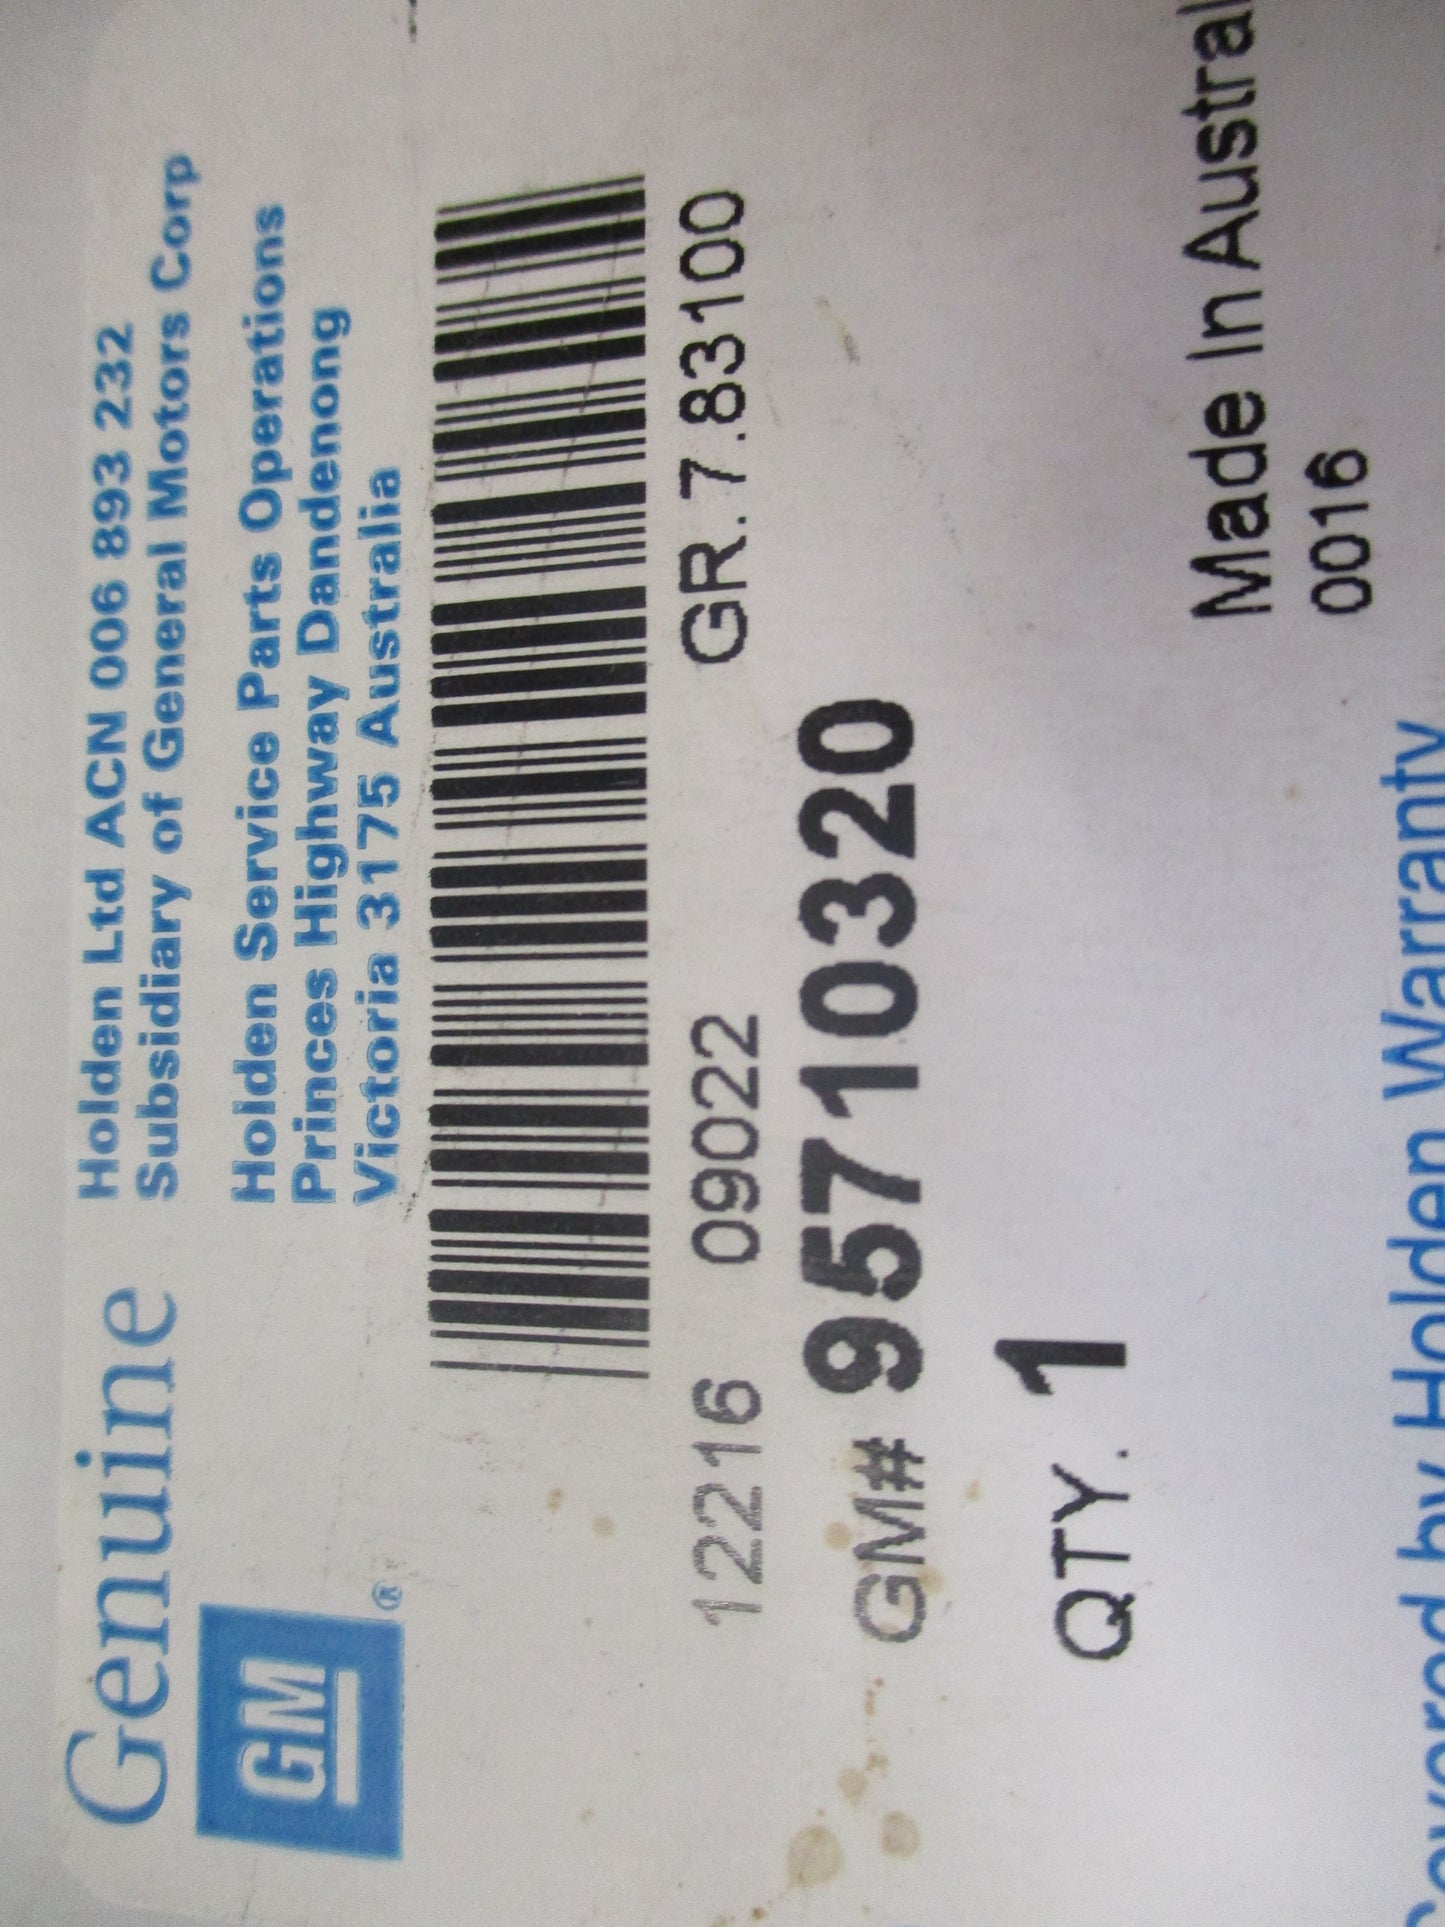 Genuine
GM
®
Holden Ltd ACN 006 893 232
Subsidiary of General Motors Corp
Holden Service Parts Operations
Princes Highway Dandenong
Victoria 3175 Australia
12216 09022 GR.7.83100
GM# 95710320
QTY. 1
Made In Austral
0016
Covered by Holden Warranty